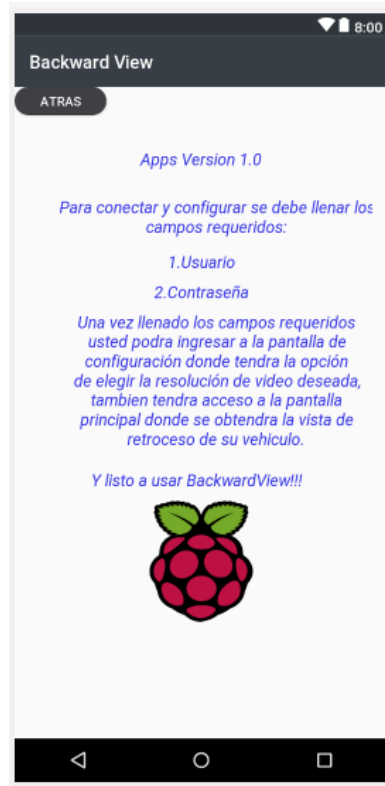 8:00
Backward View
ATRAS
Apps Version 1.0
Para conectar y configurar se debe llenar los
campos requeridos:
1.Usuario
2.Contraseña
Una vez llenado los campos requeridos
usted podra ingresar a la pantalla de
configuración donde tendra la opción
de elegir la resolución de video deseada,
tambien tendra acceso a la pantalla
principal donde se obtendra la vista de
retroceso de su vehiculo.
Y listo a usar BackwardView!!!